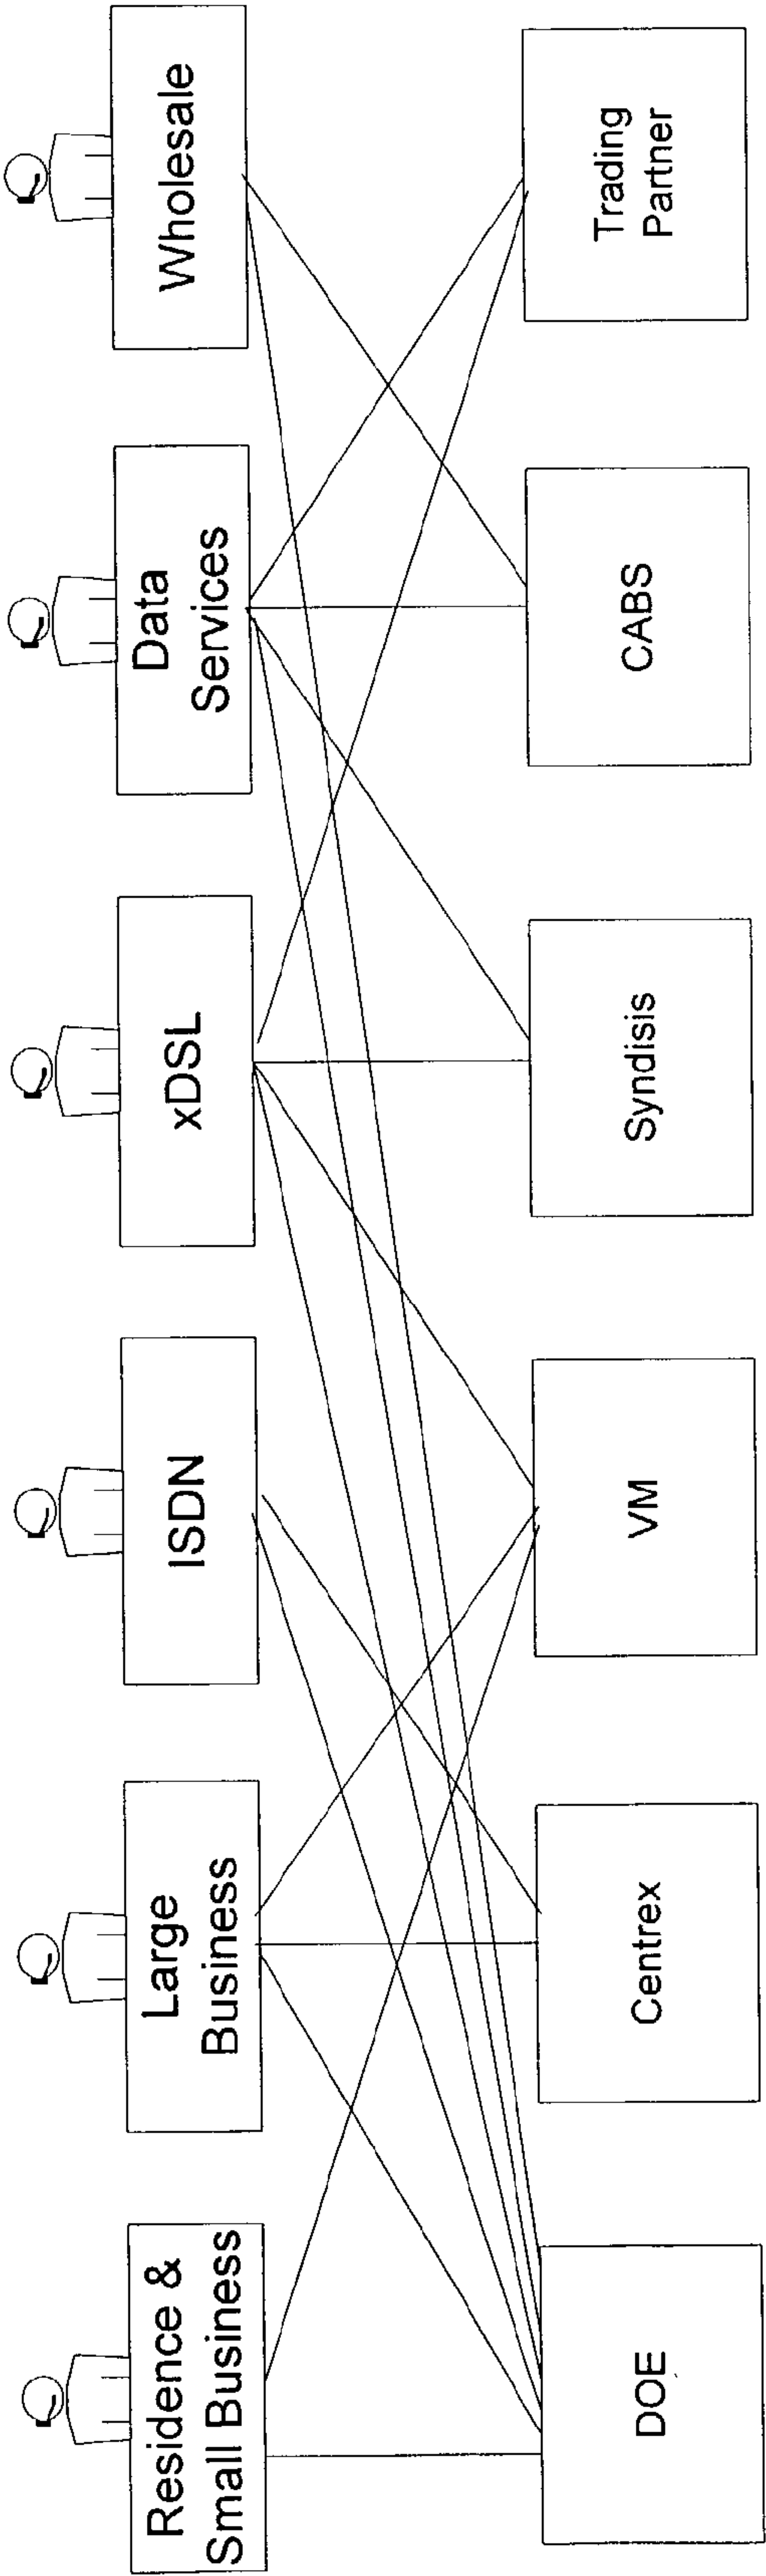 Residence &
Small Business
Large
Business
ISDN
xDSL
Data
Services
Wholesale
DOE
Centrex
VM
Syndisis
CABS
Trading
Partner